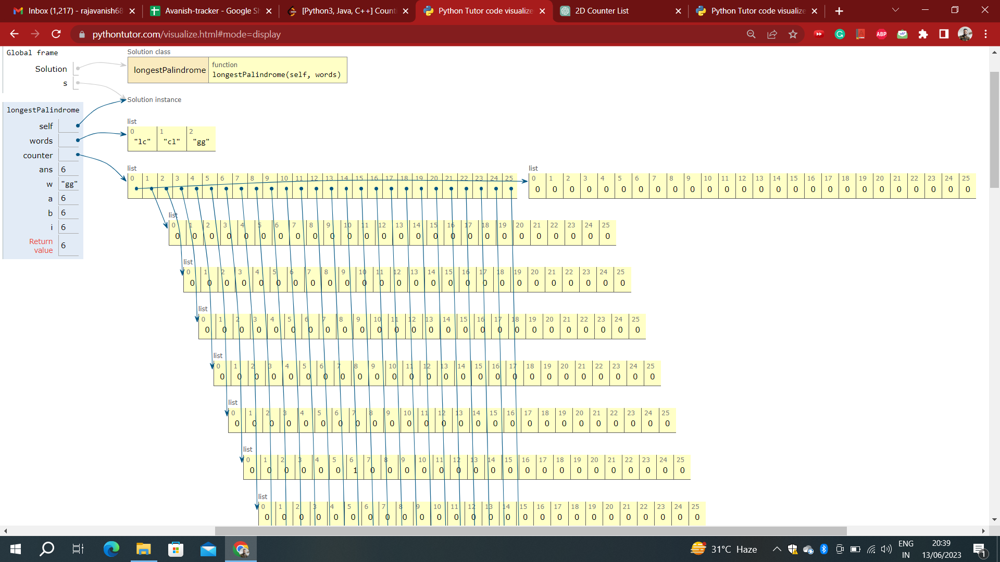 Inbox (1,217) - rajavanish68
Avanish-tracker - Google Sh
[Python3, Java, C++] Counti
Python Tutor code visualize
2D Counter List
Python Tutor code visualize
pythontutor.com/visualize.html#mode=display
ABP
Global frame
Solution
s
Solution class
longestPalindrome
function
longestPalindrome(self, words)
Solution instance
longestPalindrome
self
words
counter
ans 6
w "gg"
a 6
b 6
i 6
Return value 6
list
0 1 2
"lc" "cl" "gg"
list
0 1 2 3 4 5 6 7 8 9 10 11 12 13 14 15 16 17 18 19 20 21 22 23 24 25
list
0 1 2 3 4 5 6 7 8 9 10 11 12 13 14 15 16 17 18 19 20 21 22 23 24 25
0 0 0 0 0 0 0 0 0 0 0 0 0 0 0 0 0 0 0 0 0 0 0 0 0 0
list
0 1 2 3 4 5 6 7 8 9 10 11 12 13 14 15 16 17 18 19 20 21 22 23 24 25
0 0 0 0 0 0 0 0 0 0 0 0 0 0 0 0 0 0 0 0 0 0 0 0 0 0
list
0 1 2 3 4 5 6 7 8 9 10 11 12 13 14 15 16 17 18 19 20 21 22 23 24 25
0 0 0 0 0 0 0 0 0 0 0 0 0 0 0 0 0 0 0 0 0 0 0 0 0 0
list
0 1 2 3 4 5 6 7 8 9 10 11 12 13 14 15 16 17 18 19 20 21 22 23 24 25
0 0 0 0 0 0 0 0 0 0 0 0 0 0 0 0 0 0 0 0 0 0 0 0 0 0
list
0 1 2 3 4 5 6 7 8 9 10 11 12 13 14 15 16 17 18 19 20 21 22 23 24 25
0 0 0 0 0 0 0 0 0 0 0 0 0 0 0 0 0 0 0 0 0 0 0 0 0 0
list
0 1 2 3 4 5 6 7 8 9 10 11 12 13 14 15 16 17 18 19 20 21 22 23 24 25
0 0 0 0 0 0 0 0 0 0 0 0 0 0 0 0 0 0 0 0 0 0 0 0 0 0
list
0 1 2 3 4 5 6 7 8 9 10 11 12 13 14 15 16 17 18 19 20 21 22 23 24 25
0 0 0 0 0 0 1 0 0 0 0 0 0 0 0 0 0 0 0 0 0 0 0 0 0 0
list
0 1 2 3 4 5 6 7 8 9 10 11 12 13 14 15 16 17 18 19 20 21 22 23 24 25
0 0 0 0 0 0 0 0 0 0 0 0 0 0 0 0 0 0 0 0 0 0 0 0 0 0
31°C Haze
ENG
IN
20:39
13/06/2023
1